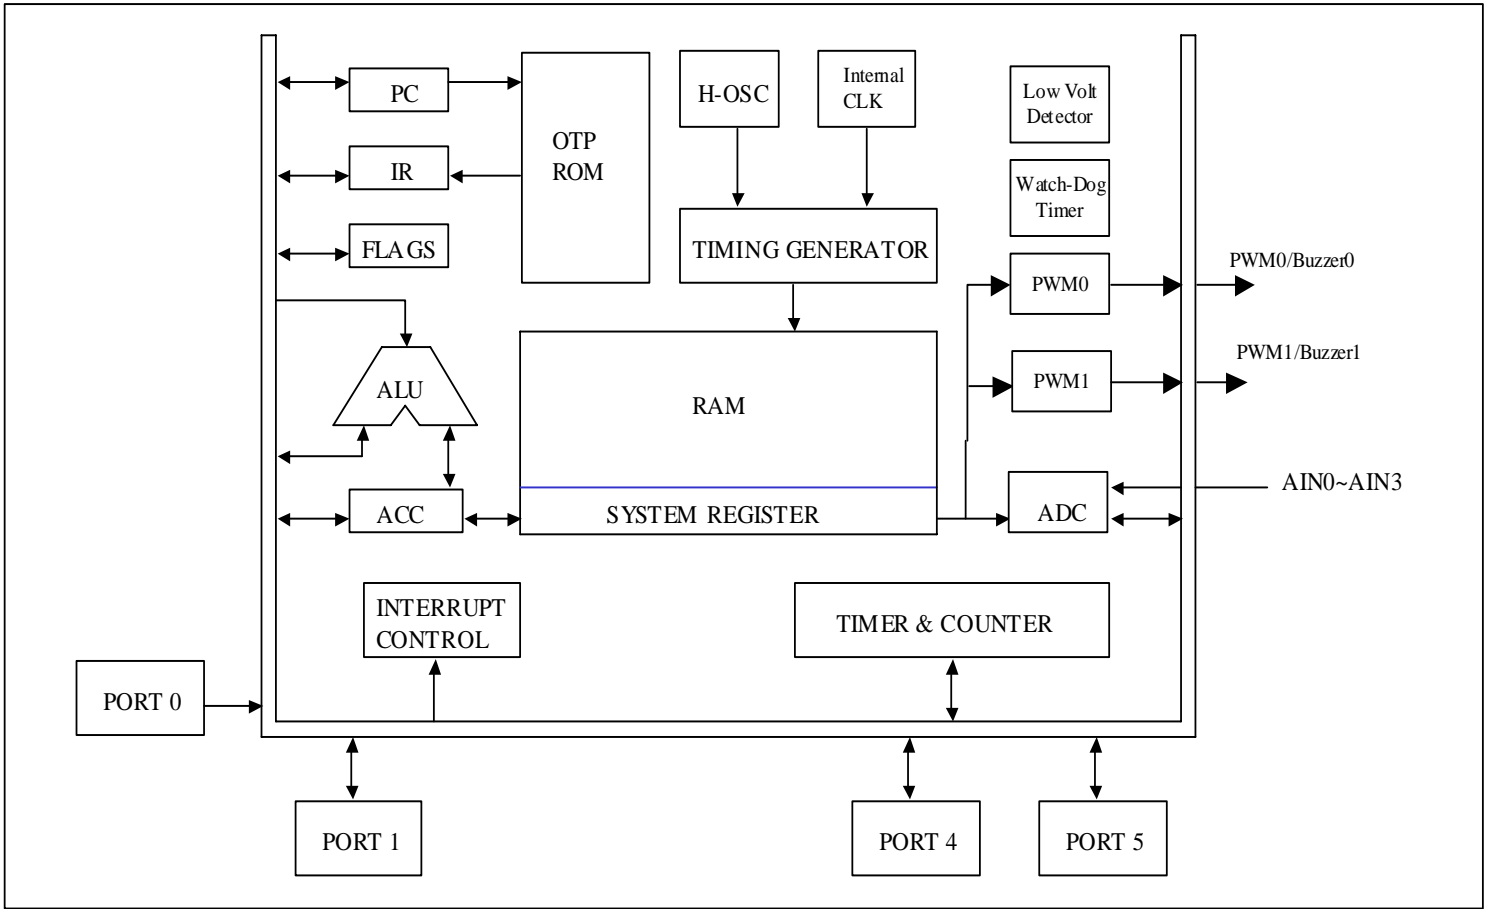 PC
IR
FLAGS
OTP
ROM
H-OSC
Internal
CLK
Low Volt
Detector
Watch-Dog
Timer
TIMING GENERATOR
PWM0
PWM0/Buzzer0
PWM1
PWM1/Buzzer1
ALU
RAM
ACC
SYSTEM REGISTER
ADC
AIN0~AIN3
INTERRUPT
CONTROL
TIMER & COUNTER
PORT 0
PORT 1
PORT 4
PORT 5